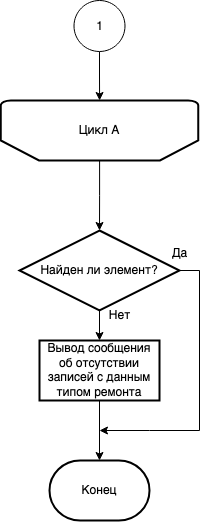 1
Цикл А
Найден ли элемент?
Да
Нет
Вывод сообщения
об отсутствии
записей с данным
типом ремонта
Конец